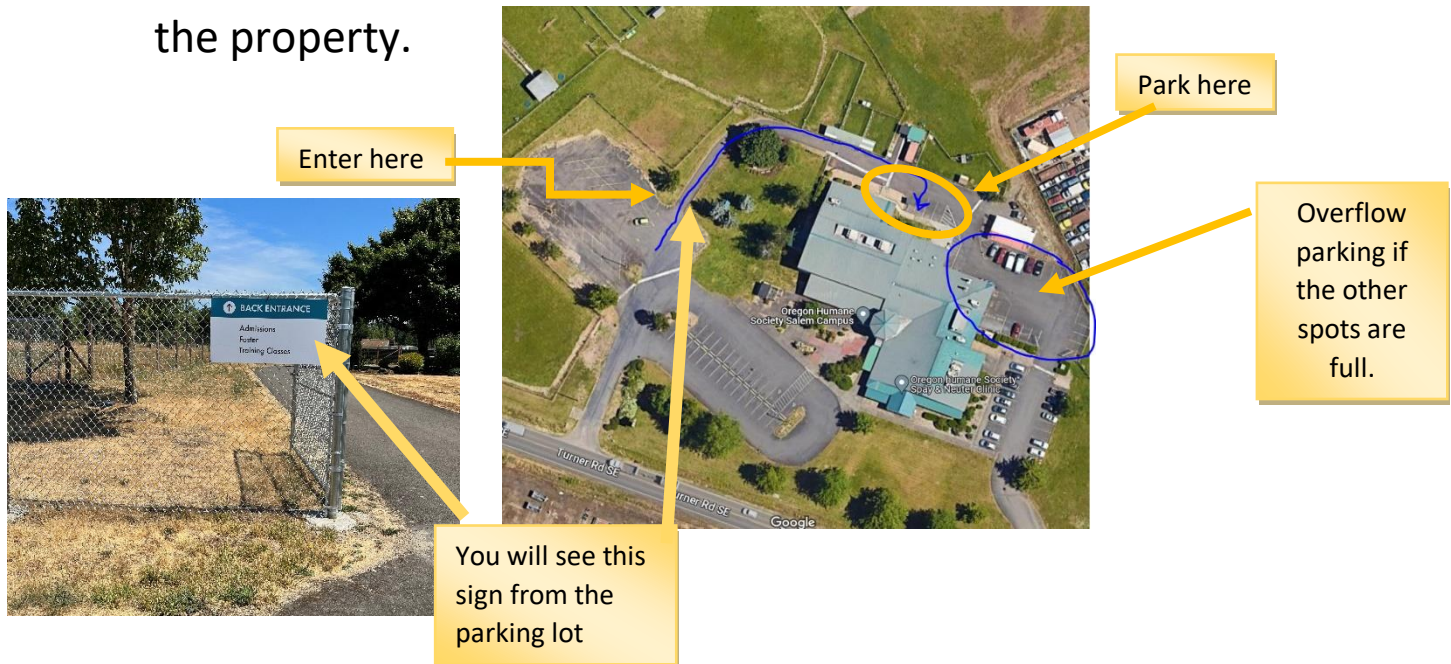 the property.
Enter here
Park here
Overflow
parking if
the other
spots are
full.
BACK ENTRANCE
Admissions
Foster
Training Classes
Oregon Humane
Society Salem Campus
Oregon Humane Society
Spay & Neuter Clinic
Turner Rd SE
Turner Rd SE
Google
You will see this
sign from the
parking lot